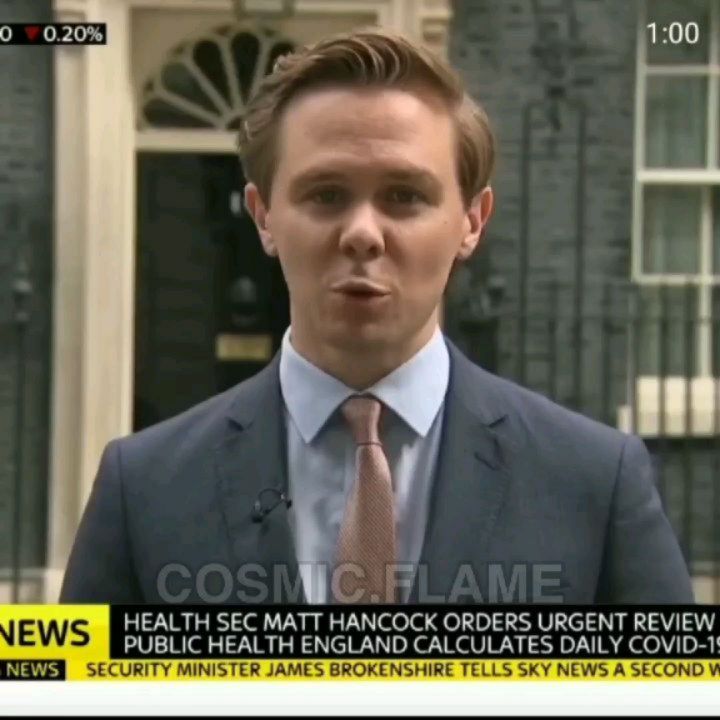 0 ▼0.20%
1:00
COSMIC.FLAME
NEWS
HEALTH SEC MATT HANCOCK ORDERS URGENT REVIEW
PUBLIC HEALTH ENGLAND CALCULATES DAILY COVID-19
NEWS
SECURITY MINISTER JAMES BROKENSHIRE TELLS SKY NEWS A SECOND W